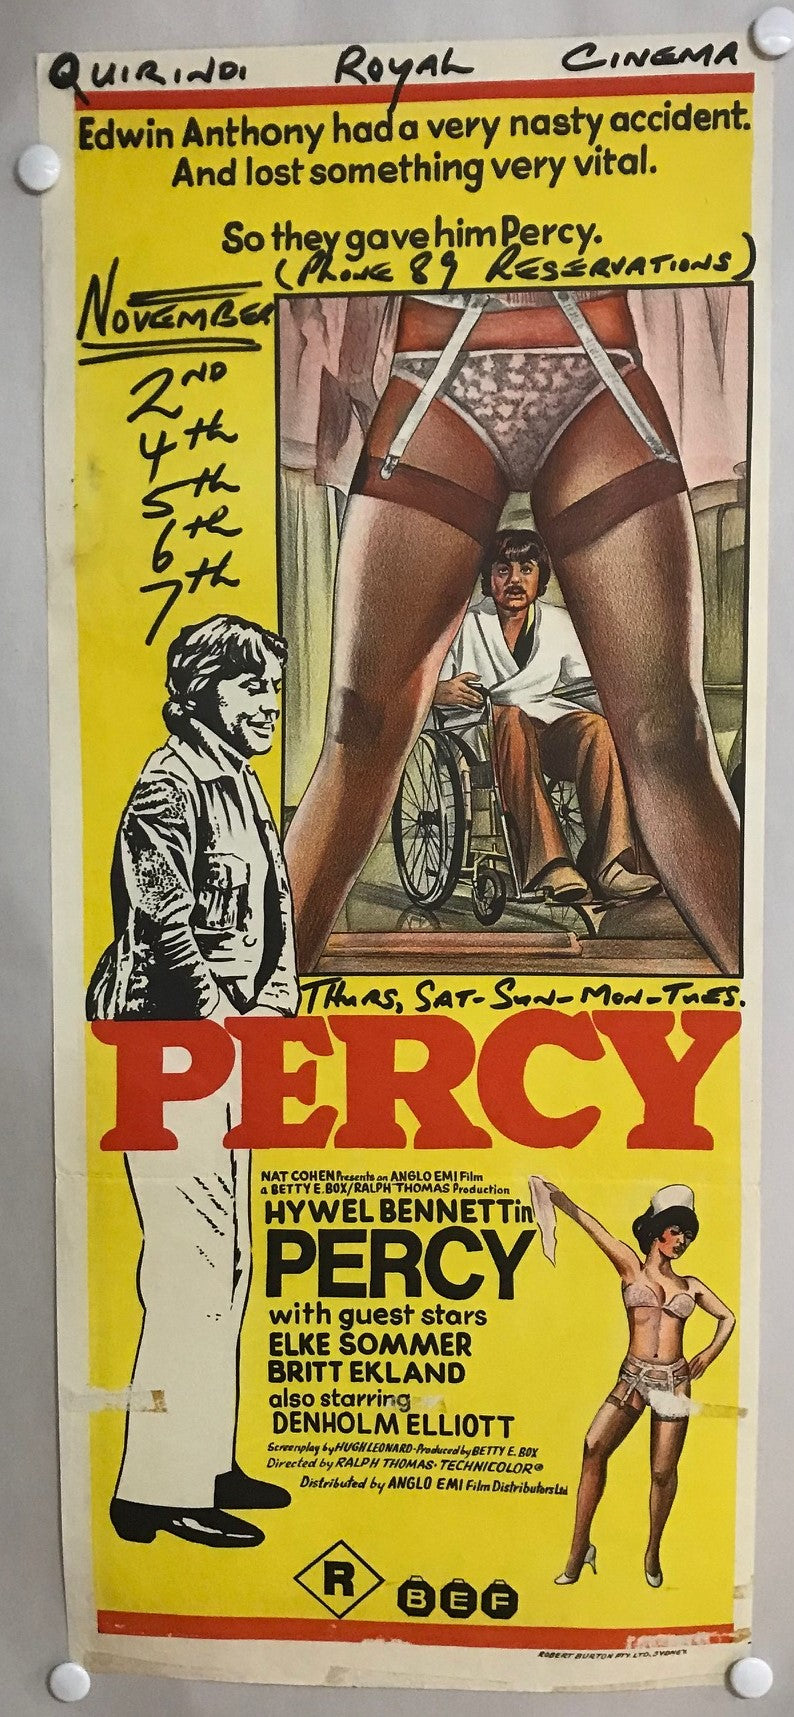 QUIRINDI ROYAL CINEMA
Edwin Anthony had a very nasty accident.
And lost something very vital.
So they gave him Percy.
(PHONE 89 RESERVATIONS)
NOVEMBER
2ND
4th
5th
6th
7th
THURS, SAT-SUN-MON-TUES.
PERCY
NAT COHEN Presents an ANGLO EMI Film
a BETTY E. BOX/RALPH THOMAS Production
HYWEL BENNETT in
PERCY
with guest stars
ELKE SOMMER
BRITT EKLAND
also starring
DENHOLM ELLIOTT
Screenplay by HUGH LEONARD·Produced by BETTY E. BOX
Directed by RALPH THOMAS· TECHNICOLOR®
Distributed by ANGLO EMI Film Distributors Ltd
R BEF
ROBERT BURTON PTY. LTD. SYDNEY